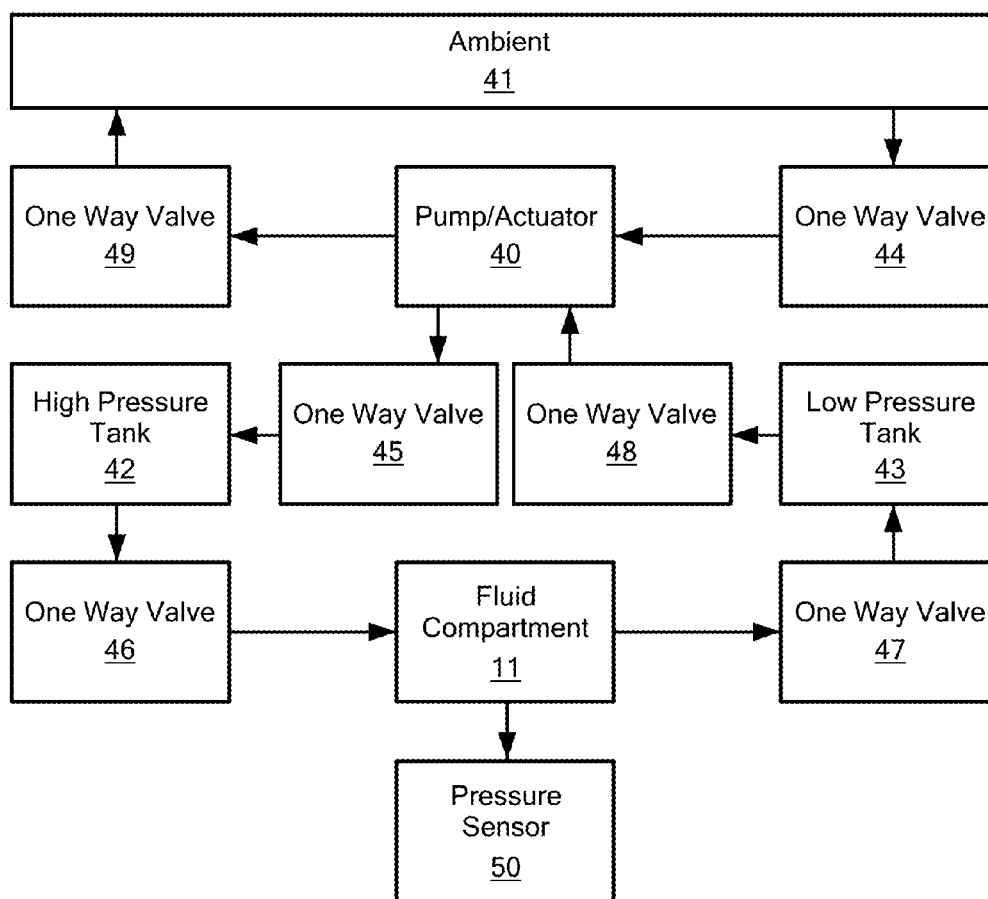 Ambient
41
One Way Valve
49
Pump/Actuator
40
One Way Valve
44
High Pressure
Tank
42
One Way Valve
45
One Way Valve
48
Low Pressure
Tank
43
One Way Valve
46
Fluid
Compartment
11
One Way Valve
47
Pressure
Sensor
50